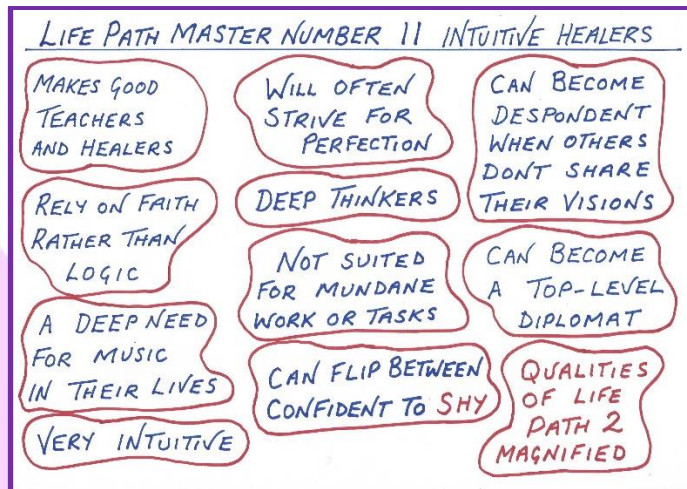 LIFE PATH MASTER NUMBER 11 INTUITIVE HEALERS
MAKES GOOD
TEACHERS
AND HEALERS
RELY ON FAITH
RATHER THAN
LOGIC
A DEEP NEED
FOR MUSIC
IN THEIR LIVES
VERY INTUITIVE
WILL OFTEN
STRIVE FOR
PERFECTION
DEEP THINKERS
NOT SUITED
FOR MUNDANE
WORK OR TASKS
CAN FLIP BETWEEN
CONFIDENT TO SHY
CAN BECOME
DESPONDENT
WHEN OTHERS
DONT SHARE
THEIR VISIONS
CAN BECOME
A TOP-LEVEL
DIPLOMAT
QUALITIES
OF LIFE
PATH 2
MAGNIFIED